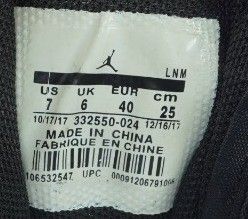 LNM
US UK EUR cm
7 6 40 25
10/17/17 332550-024 12/16/17
MADE IN CHINA
FABRIQUE EN CHINE
UPC